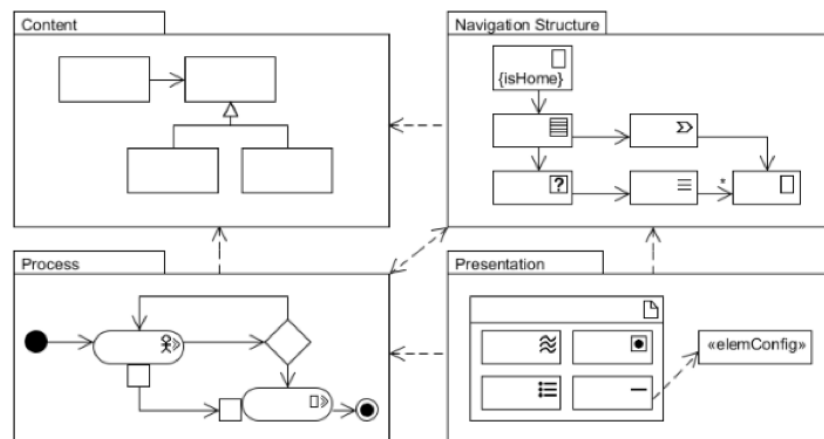 Content
Navigation Structure
{isHome}
?
*
Process
Presentation
«elemConfig»